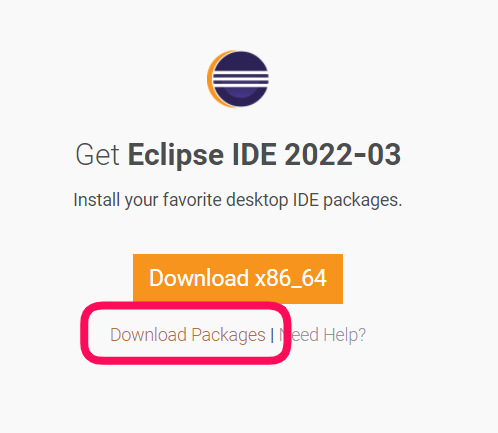 Get Eclipse IDE 2022-03
Install your favorite desktop IDE packages.
Download x86_64
Download Packages | Need Help?